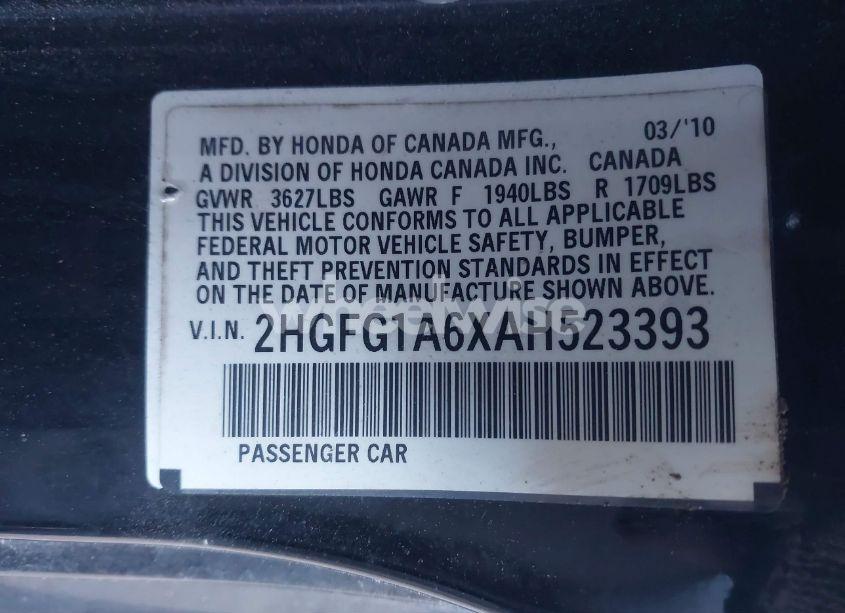 MFD. BY HONDA OF CANADA MFG., 03/'10
A DIVISION OF HONDA CANADA INC. CANADA
GVWR 3627LBS GAWR F 1940LBS R 1709LBS
THIS VEHICLE CONFORMS TO ALL APPLICABLE
FEDERAL MOTOR VEHICLE SAFETY, BUMPER,
AND THEFT PREVENTION STANDARDS IN EFFECT
ON THE DATE OF MANUFACTURE SHOWN ABOVE.
wheelwise
V.I.N. 2HGFG1A6XAH523393
PASSENGER CAR